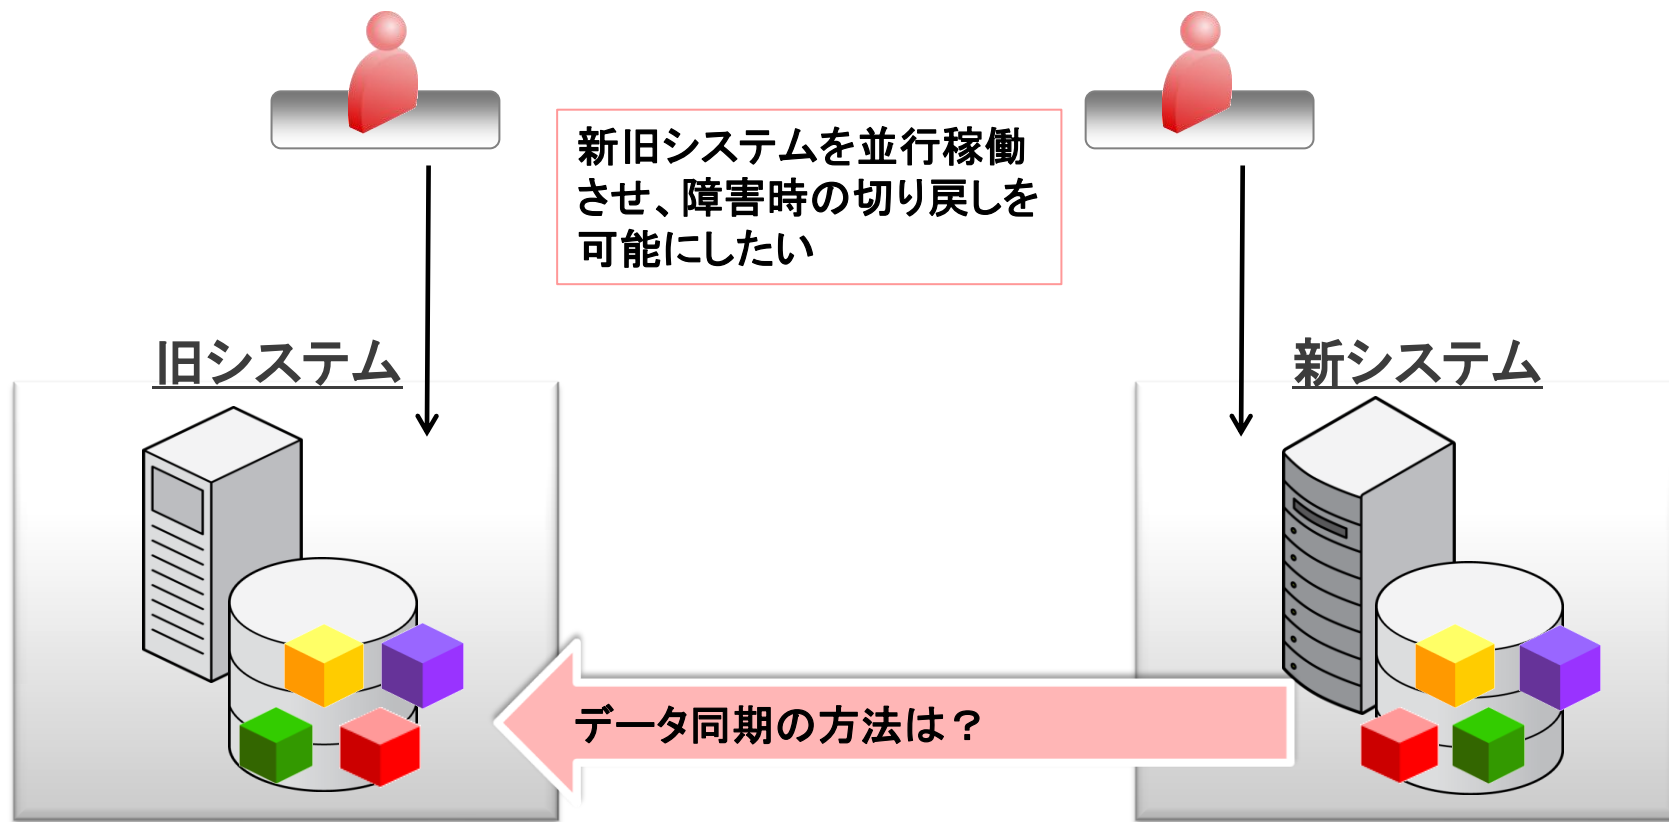 新旧システムを並行稼働
させ、障害時の切り戻しを
可能にしたい
旧システム
新システム
データ同期の方法は？